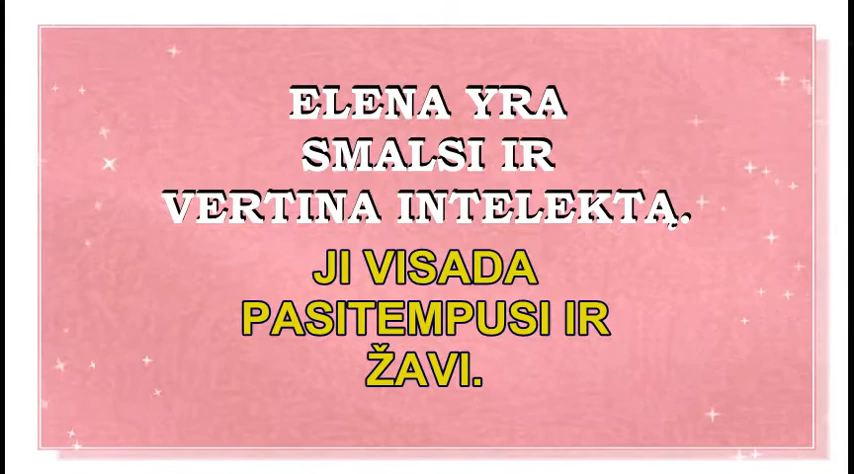 ELENA YRA
SMALSI IR
VERTINA INTELEKTĄ.
JI VISADA
PASITEMPUSI IR
ŽAVI.